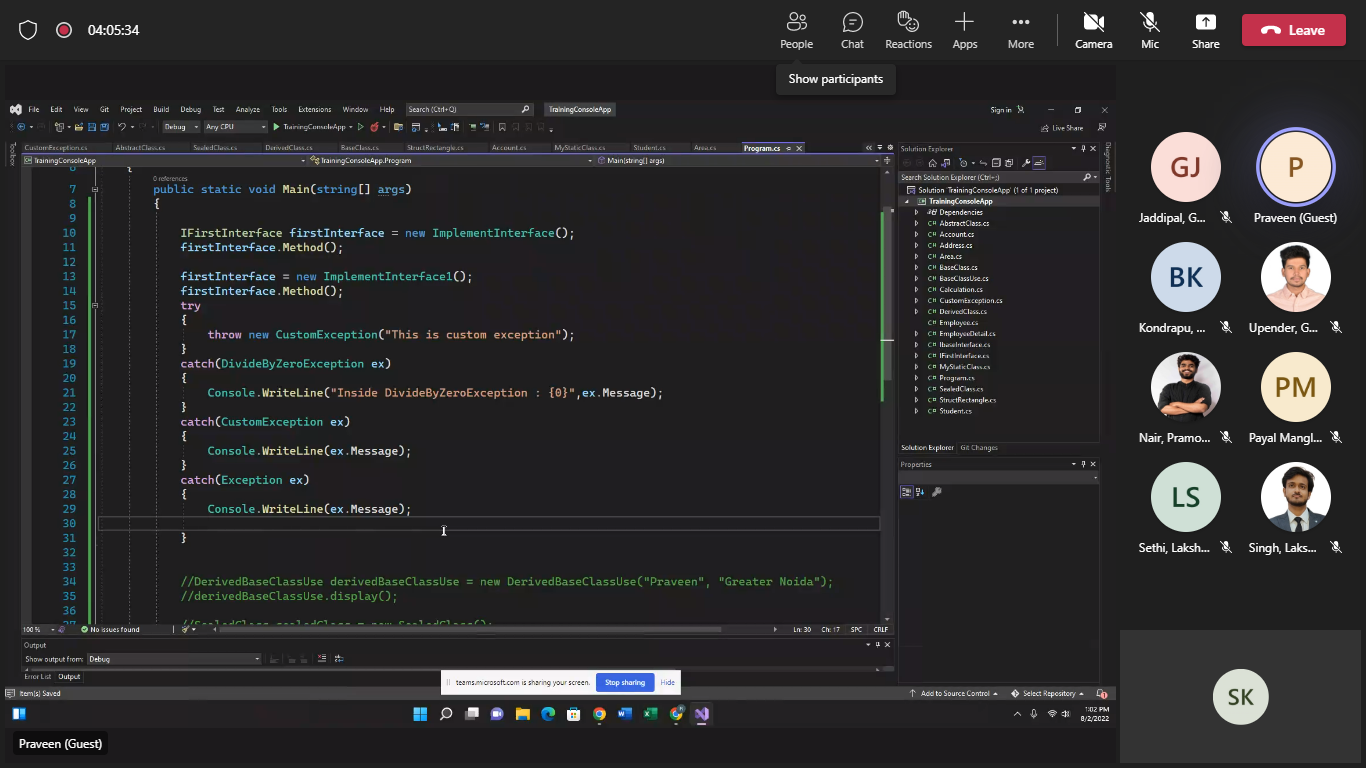 04:05:34
People
Chat
Reactions
Apps
More
Camera
Mic
Share
Leave
Show participants
File Edit View Git Project Build Debug Test Analyze Tools Extensions Window Help Search (Ctrl+Q) TrainingConsoleApp Sign in
Debug Any CPU TrainingConsoleApp Live Share
CustomException.cs AbstractClass.cs SealedClass.cs DerivedClass.cs BaseClass.cs StructRectangle.cs Account.cs MyStaticClass.cs Student.cs Area.cs Program.cs
Toolbox
TrainingConsoleApp TrainingConsoleApp.Program Main(string[] args)
6 {
0 references
7 public static void Main(string[] args)
8 {
9
10 IFirstInterface firstInterface = new ImplementInterface();
11 firstInterface.Method();
12
13 firstInterface = new ImplementInterface1();
14 firstInterface.Method();
15 try
16 {
17 throw new CustomException("This is custom exception");
18 }
19 catch(DivideByZeroException ex)
20 {
21 Console.WriteLine("Inside DivideByZeroException : {0}",ex.Message);
22 }
23 catch(CustomException ex)
24 {
25 Console.WriteLine(ex.Message);
26 }
27 catch(Exception ex)
28 {
29 Console.WriteLine(ex.Message);
30
31 }
32
33
34 //DerivedBaseClassUse derivedBaseClassUse = new DerivedBaseClassUse("Praveen", "Greater Noida");
35 //derivedBaseClassUse.display();
36
37 //SealedClass sealedClass = new SealedClass();
100 % No issues found Ln: 30 Ch: 17 SPC CRLF
Output
Show output from: Debug
Error List Output
Item(s) Saved
Solution Explorer
Search Solution Explorer (Ctrl+;)
Solution 'TrainingConsoleApp' (1 of 1 project)
TrainingConsoleApp
Dependencies
C# AbstractClass.cs
C# Account.cs
C# Address.cs
C# Area.cs
C# BaseClass.cs
C# BaseClassUse.cs
C# Calculation.cs
C# CustomException.cs
C# DerivedClass.cs
C# Employee.cs
C# EmployeeDetail.cs
C# IbaseInterface.cs
C# IFirstInterface.cs
C# MyStaticClass.cs
C# Program.cs
C# SealedClass.cs
C# StructRectangle.cs
C# Student.cs
Solution Explorer Git Changes
Properties
Diagnostic Tools
teams.microsoft.com is sharing your screen. Stop sharing Hide
Add to Source Control Select Repository
1:02 PM
8/2/2022
Praveen (Guest)
GJ
Jaddipal, G...
P
Praveen (Guest)
BK
Kondrapu, ...
Upender, G...
Nair, Pramo...
PM
Payal Mangl...
LS
Sethi, Laksh...
Singh, Laks...
SK